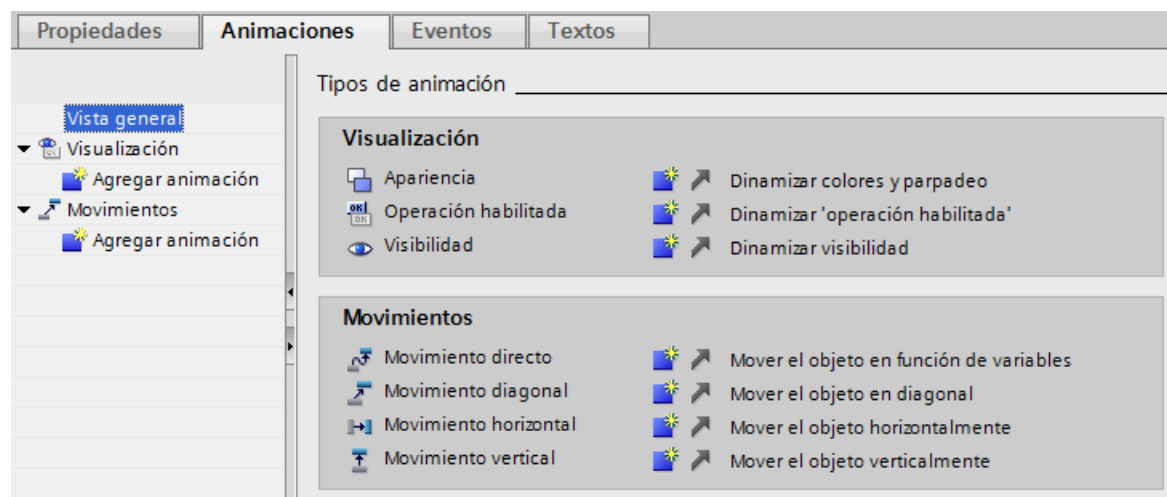 Propiedades Animaciones Eventos Textos
Tipos de animación
Vista general
Visualización
Agregar animación
Movimientos
Agregar animación
Visualización
Apariencia Dinamizar colores y parpadeo
Operación habilitada Dinamizar 'operación habilitada'
Visibilidad Dinamizar visibilidad
Movimientos
Movimiento directo Mover el objeto en función de variables
Movimiento diagonal Mover el objeto en diagonal
Movimiento horizontal Mover el objeto horizontalmente
Movimiento vertical Mover el objeto verticalmente